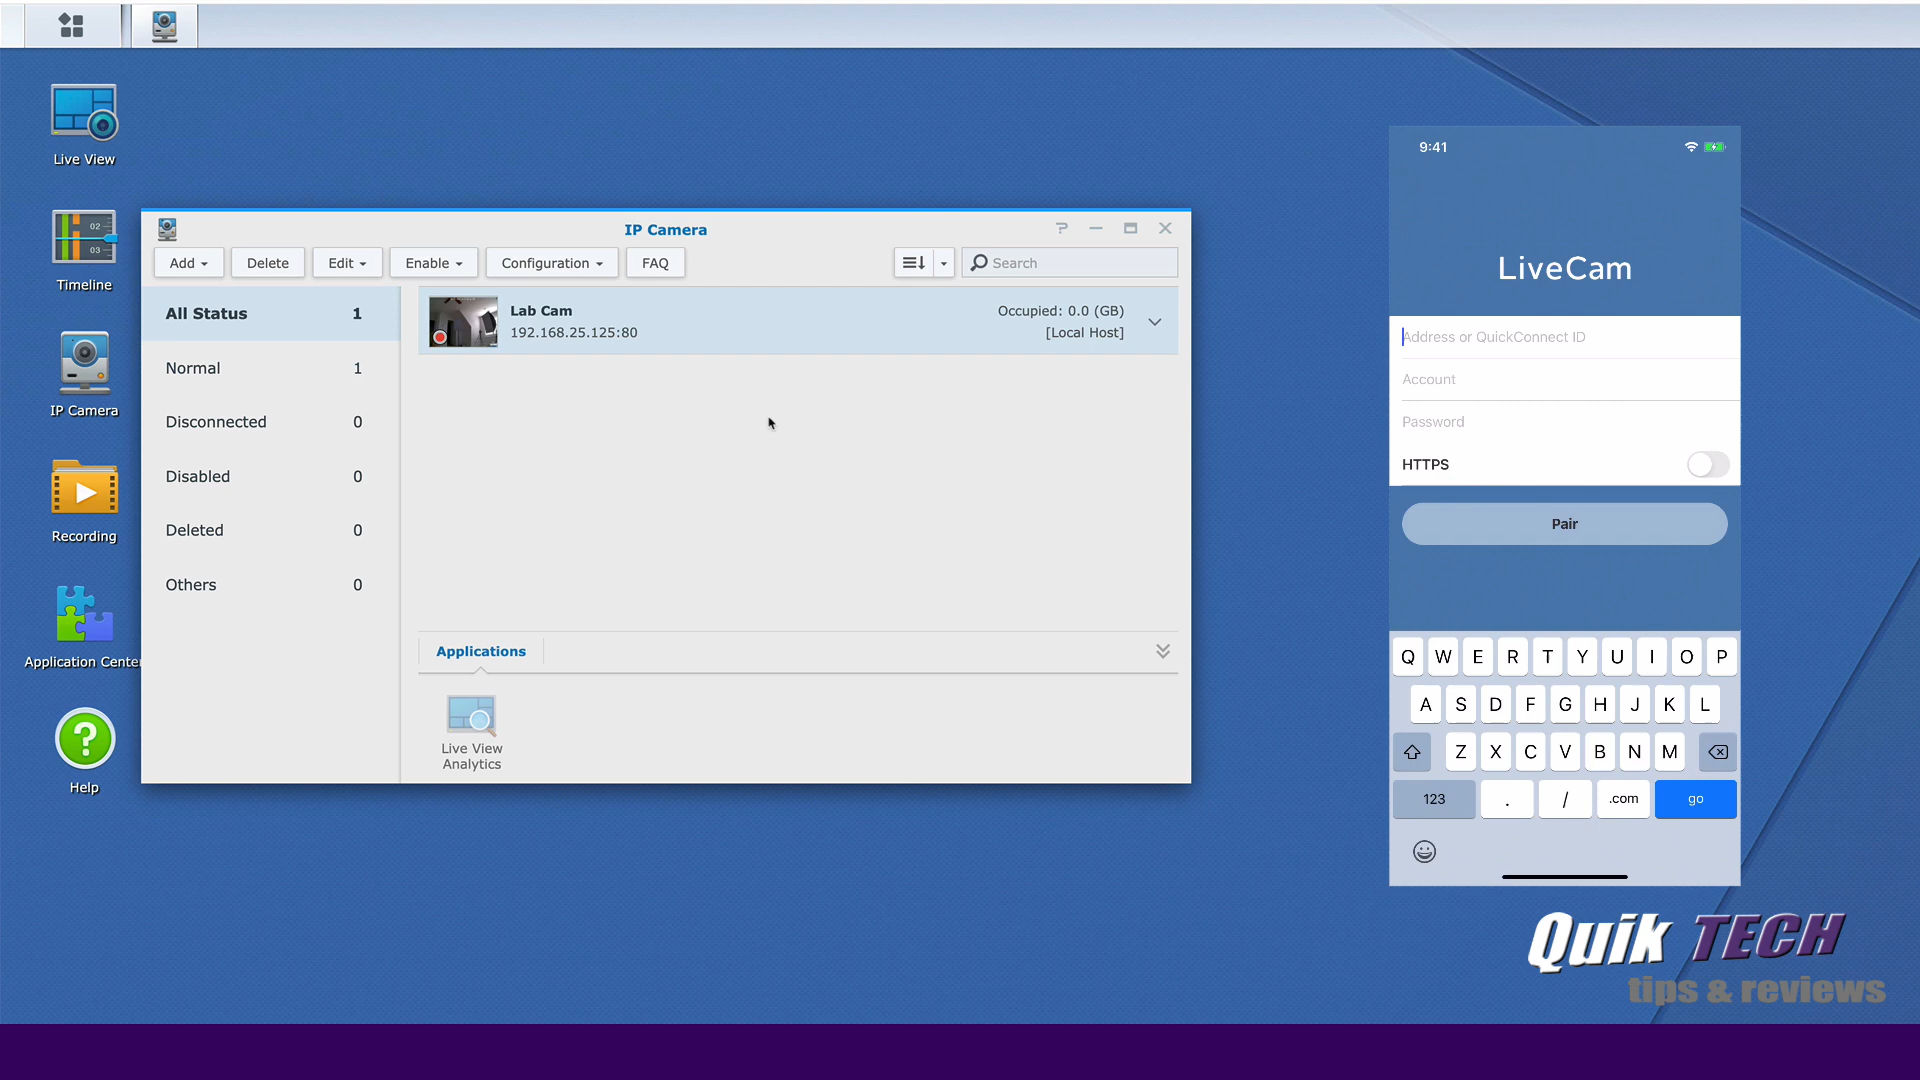 Live View
02
03
Timeline
IP Camera
Recording
Application Cente
Help
IP Camera
Add
Delete
Edit
Enable
Configuration
FAQ
Search
All Status 1
Normal 1
Disconnected 0
Disabled 0
Deleted 0
Others 0
Lab Cam
192.168.25.125:80
Occupied: 0.0 (GB)
[Local Host]
Applications
Live View
Analytics
9:41
LiveCam
Address or QuickConnect ID
Account
Password
HTTPS
Pair
Q W E R T Y U I O P
A S D F G H J K L
Z X C V B N M
123 . / .com go
Quik TECH
tips & reviews